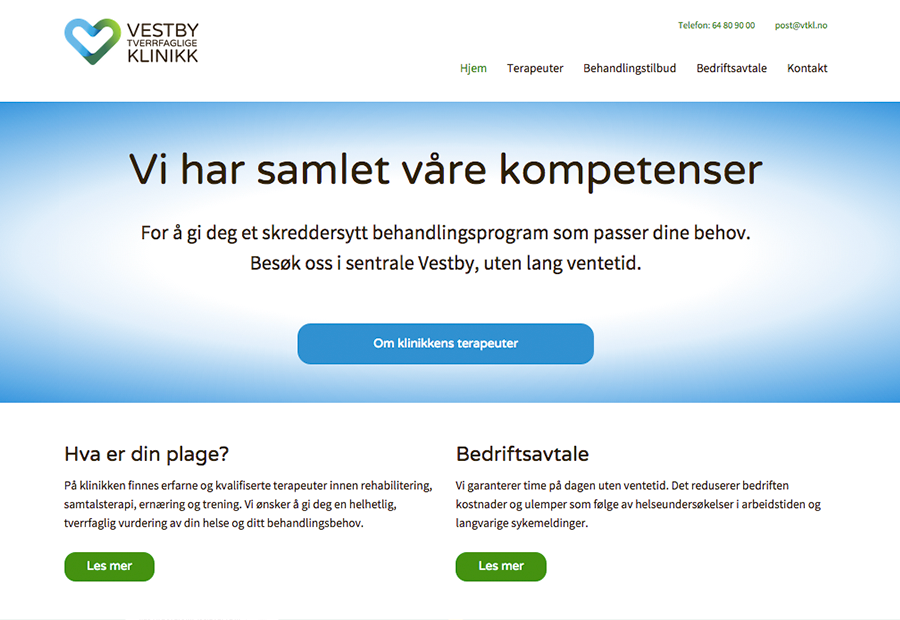 VESTBY
TVERRFAGLIGE
KLINIKK
Telefon: 64 80 90 00 post@vtkl.no
Hjem Terapeuter Behandlingstilbud Bedriftsavtale Kontakt
Vi har samlet våre kompetenser
For å gi deg et skreddersytt behandlingsprogram som passer dine behov.
Besøk oss i sentrale Vestby, uten lang ventetid.
Om klinikkens terapeuter
Hva er din plage?
På klinikken finnes erfarne og kvalifiserte terapeuter innen rehabilitering,
samtalsterapi, ernæring og trening. Vi ønsker å gi deg en helhetlig,
tverrfaglig vurdering av din helse og ditt behandlingsbehov.
Les mer
Bedriftsavtale
Vi garanterer time på dagen uten ventetid. Det reduserer bedriften
kostnader og ulemper som følge av helseundersøkelser i arbeidstiden og
langvarige sykemeldinger.
Les mer